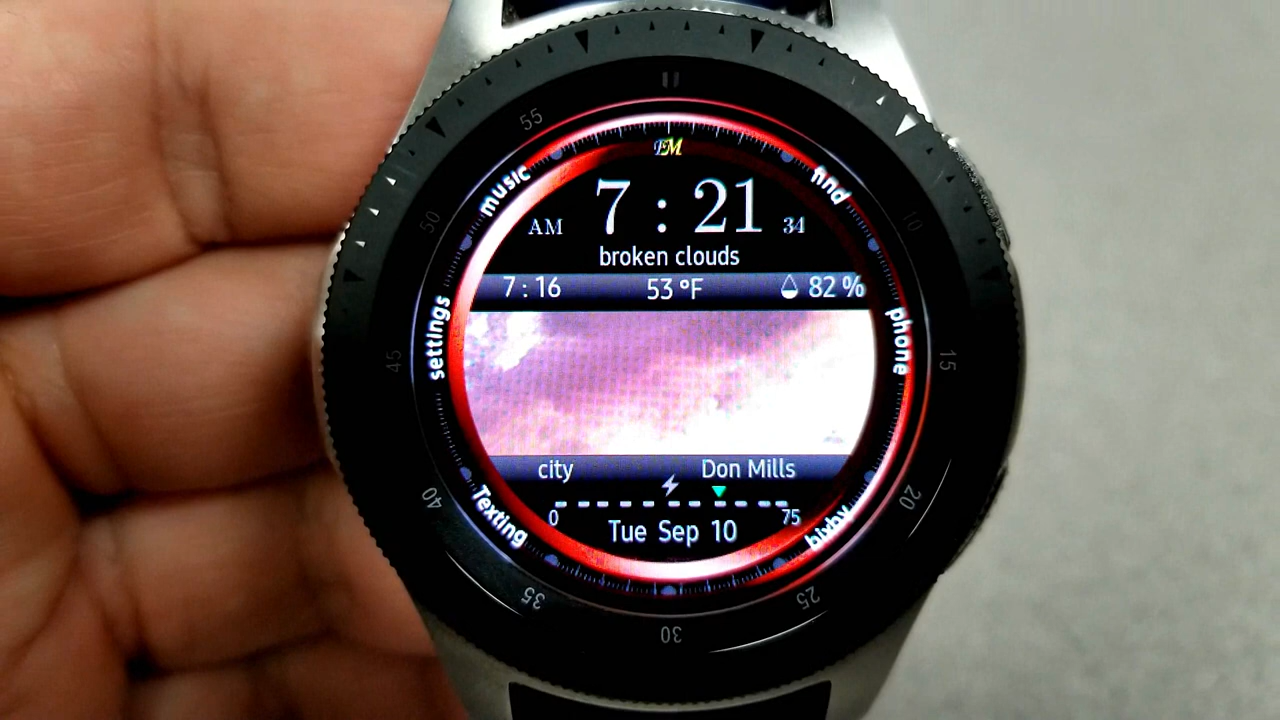 55
EM
music
find
7 : 21
AM
34
50
10
broken clouds
7 : 16 53 °F 82 %
settings
phone
45
15
city Don Mills
0 75
Texting
bixby
40
20
Tue Sep 10
35
25
30